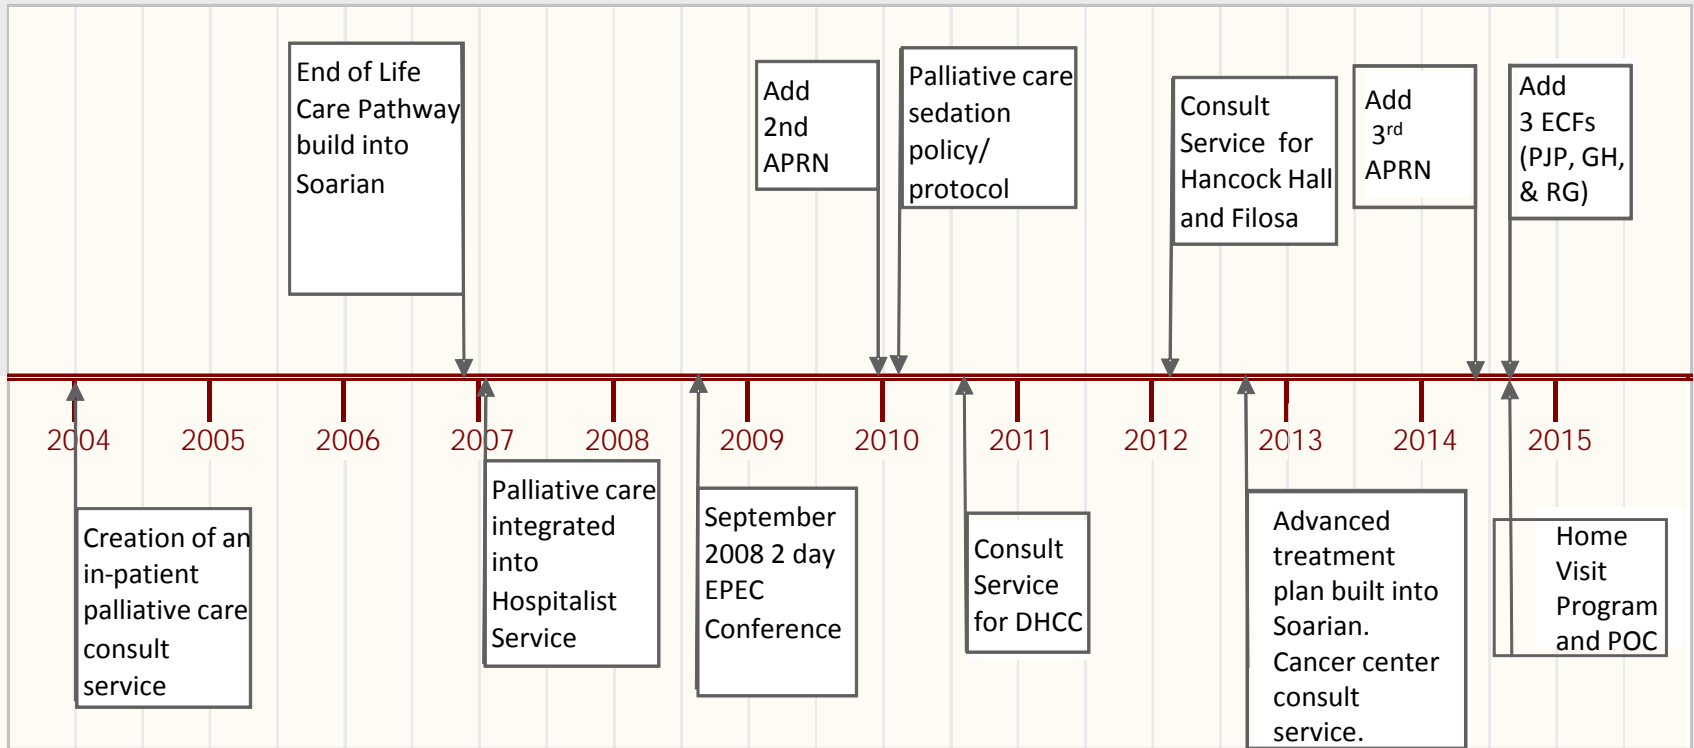 End of Life
Care Pathway
build into
Soarian
Add
2nd
APRN
Palliative care
sedation
policy/
protocol
Consult
Service for
Hancock Hall
and Filosa
Add
3rd
APRN
Add
3 ECFs
(PJP, GH,
& RG)
2004
2005
2006
2007
2008
2009
2010
2011
2012
2013
2014
2015
Creation of an
in-patient
palliative care
consult
service
Palliative care
integrated
into
Hospitalist
Service
September
2008 2 day
EPEC
Conference
Consult
Service
for DHCC
Advanced
treatment
plan built into
Soarian.
Cancer center
consult
service.
Home
Visit
Program
and POC